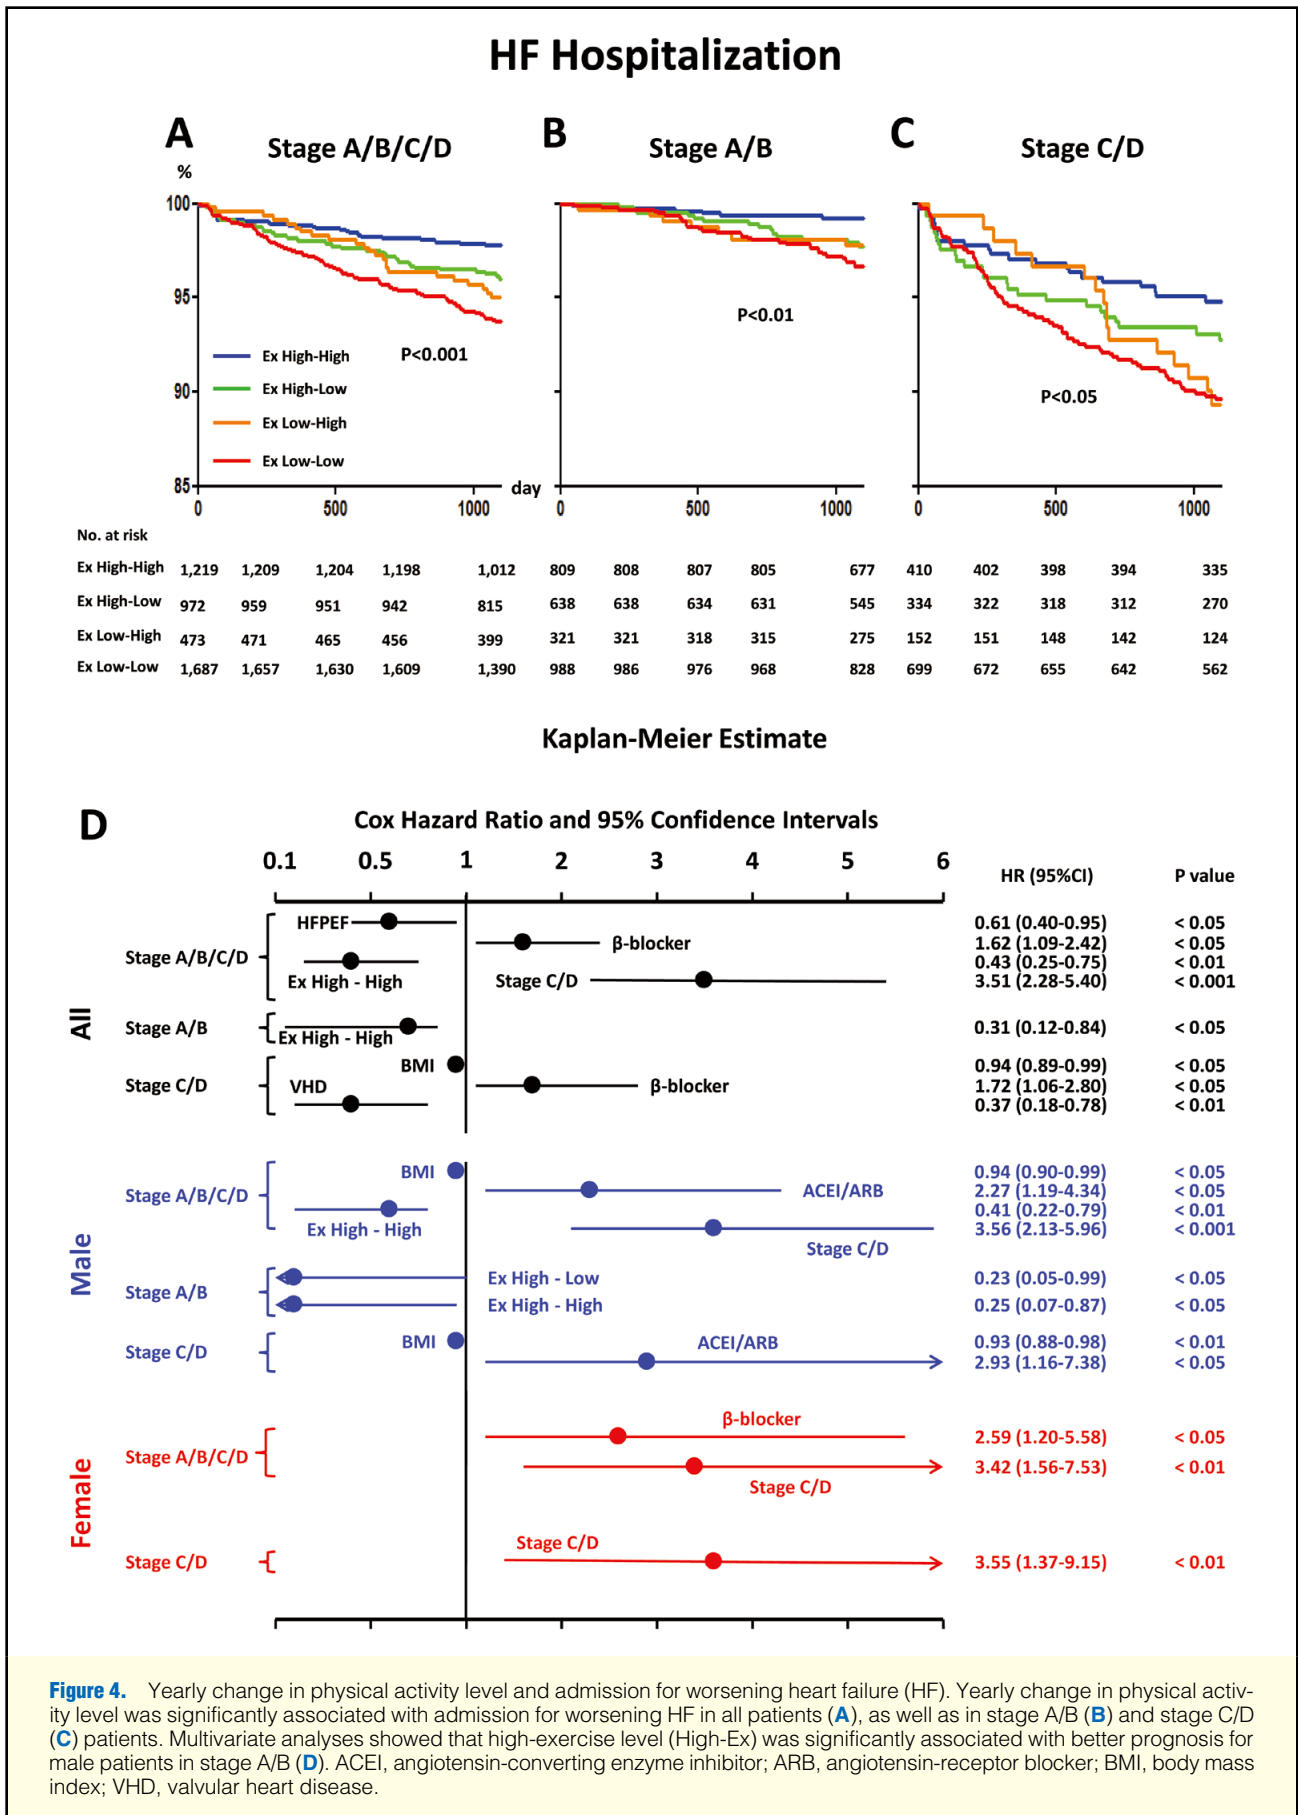 HF Hospitalization
A Stage A/B/C/D B Stage A/B C Stage C/D
%
100
95
90
85
P<0.001
P<0.01
P<0.05
Ex High-High
Ex High-Low
Ex Low-High
Ex Low-Low
0 500 1000 day 0 500 1000 0 500 1000
No. at risk
Ex High-High 1,219 1,209 1,204 1,198 1,012 809 808 807 805 677 410 402 398 394 335
Ex High-Low 972 959 951 942 815 638 638 634 631 545 334 322 318 312 270
Ex Low-High 473 471 465 456 399 321 321 318 315 275 152 151 148 142 124
Ex Low-Low 1,687 1,657 1,630 1,609 1,390 988 986 976 968 828 699 672 655 642 562
Kaplan-Meier Estimate
D Cox Hazard Ratio and 95% Confidence Intervals
0.1 0.5 1 2 3 4 5 6
HR (95%CI) P value
All
Stage A/B/C/D
HFPEF 0.61 (0.40-0.95) < 0.05
β-blocker 1.62 (1.09-2.42) < 0.05
Ex High - High 0.43 (0.25-0.75) < 0.01
Stage C/D 3.51 (2.28-5.40) < 0.001
Stage A/B
Ex High - High 0.31 (0.12-0.84) < 0.05
Stage C/D
BMI 0.94 (0.89-0.99) < 0.05
β-blocker 1.72 (1.06-2.80) < 0.05
VHD 0.37 (0.18-0.78) < 0.01
Male
Stage A/B/C/D
BMI 0.94 (0.90-0.99) < 0.05
ACEI/ARB 2.27 (1.19-4.34) < 0.05
Ex High - High 0.41 (0.22-0.79) < 0.01
Stage C/D 3.56 (2.13-5.96) < 0.001
Stage A/B
Ex High - Low 0.23 (0.05-0.99) < 0.05
Ex High - High 0.25 (0.07-0.87) < 0.05
Stage C/D
BMI 0.93 (0.88-0.98) < 0.01
ACEI/ARB 2.93 (1.16-7.38) < 0.05
Female
Stage A/B/C/D
β-blocker 2.59 (1.20-5.58) < 0.05
Stage C/D 3.42 (1.56-7.53) < 0.01
Stage C/D
Stage C/D 3.55 (1.37-9.15) < 0.01
Figure 4. Yearly change in physical activity level and admission for worsening heart failure (HF). Yearly change in physical activ-
ity level was significantly associated with admission for worsening HF in all patients (A), as well as in stage A/B (B) and stage C/D
(C) patients. Multivariate analyses showed that high-exercise level (High-Ex) was significantly associated with better prognosis for
male patients in stage A/B (D). ACEI, angiotensin-converting enzyme inhibitor; ARB, angiotensin-receptor blocker; BMI, body mass
index; VHD, valvular heart disease.